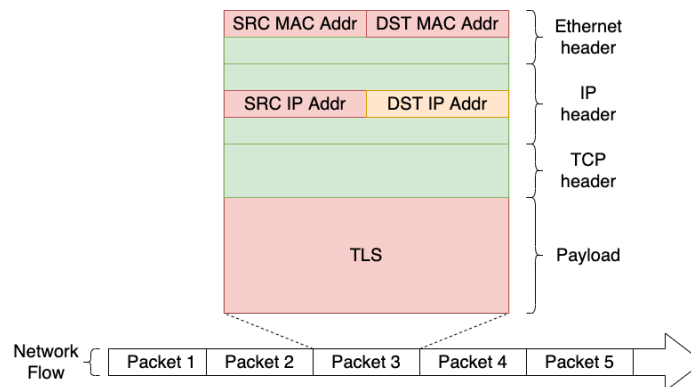 SRC MAC Addr DST MAC Addr
Ethernet
header
SRC IP Addr DST IP Addr
IP
header
TCP
header
TLS
Payload
Network
Flow
Packet 1 Packet 2 Packet 3 Packet 4 Packet 5